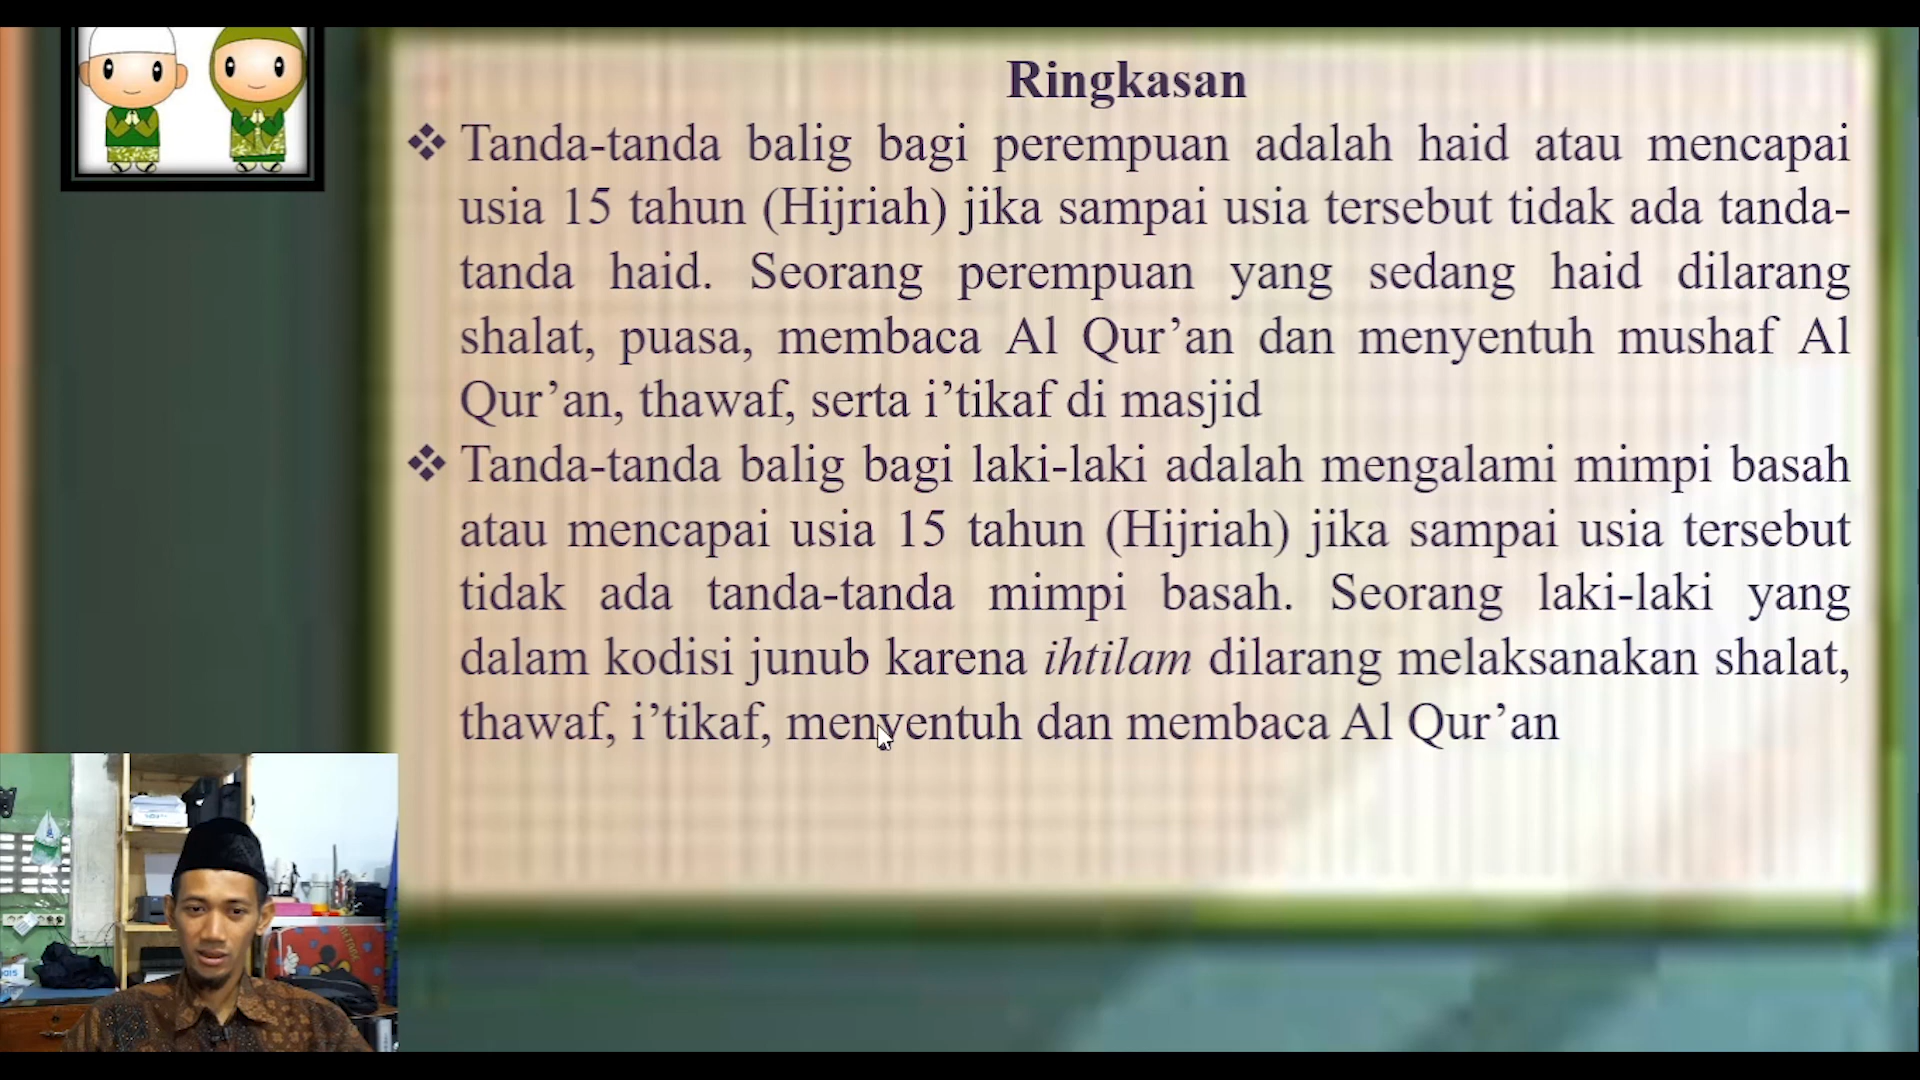 Ringkasan
❖ Tanda-tanda balig bagi perempuan adalah haid atau mencapai
usia 15 tahun (Hijriah) jika sampai usia tersebut tidak ada tanda-
tanda haid. Seorang perempuan yang sedang haid dilarang
shalat, puasa, membaca Al Qur’an dan menyentuh mushaf Al
Qur’an, thawaf, serta i’tikaf di masjid
❖ Tanda-tanda balig bagi laki-laki adalah mengalami mimpi basah
atau mencapai usia 15 tahun (Hijriah) jika sampai usia tersebut
tidak ada tanda-tanda mimpi basah. Seorang laki-laki yang
dalam kodisi junub karena ihtilam dilarang melaksanakan shalat,
thawaf, i’tikaf, menyentuh dan membaca Al Qur’an